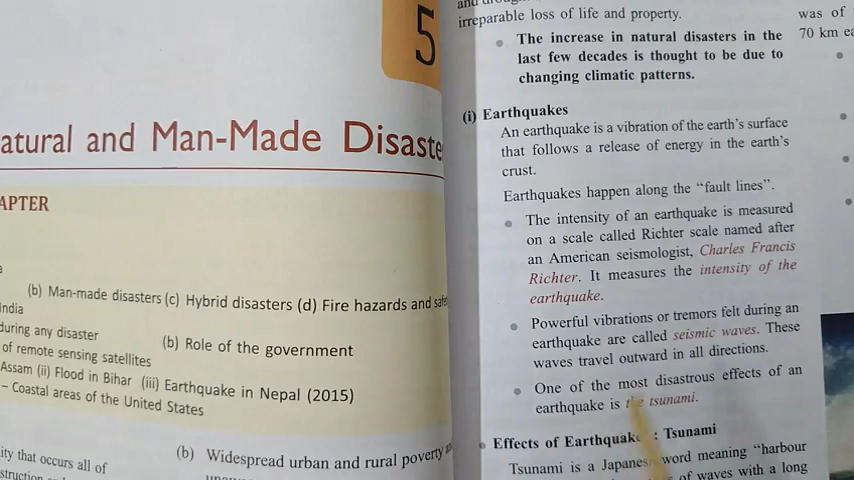 5
atural and Man-Made Disaste
APTER
(b) Man-made disasters (c) Hybrid disasters (d) Fire hazards and safe
ndia
during any disaster
(b) Role of the government
of remote sensing satellites
Assam (ii) Flood in Bihar (iii) Earthquake in Nepal (2015)
– Coastal areas of the United States
ity that occurs all of
(b) Widespread urban and rural poverty
struction
irreparable loss of life and property.
• The increase in natural disasters in the
last few decades is thought to be due to
changing climatic patterns.
(i) Earthquakes
An earthquake is a vibration of the earth's surface
that follows a release of energy in the earth's
crust.
Earthquakes happen along the "fault lines".
• The intensity of an earthquake is measured
on a scale called Richter scale named after
an American seismologist, Charles Francis
Richter. It measures the intensity of the
earthquake.
• Powerful vibrations or tremors felt during an
earthquake are called seismic waves. These
waves travel outward in all directions.
• One of the most disastrous effects of an
earthquake is the tsunami.
• Effects of Earthquake : Tsunami
Tsunami is a Japanese word meaning "harbour
of waves with a long
was of
70 km ea